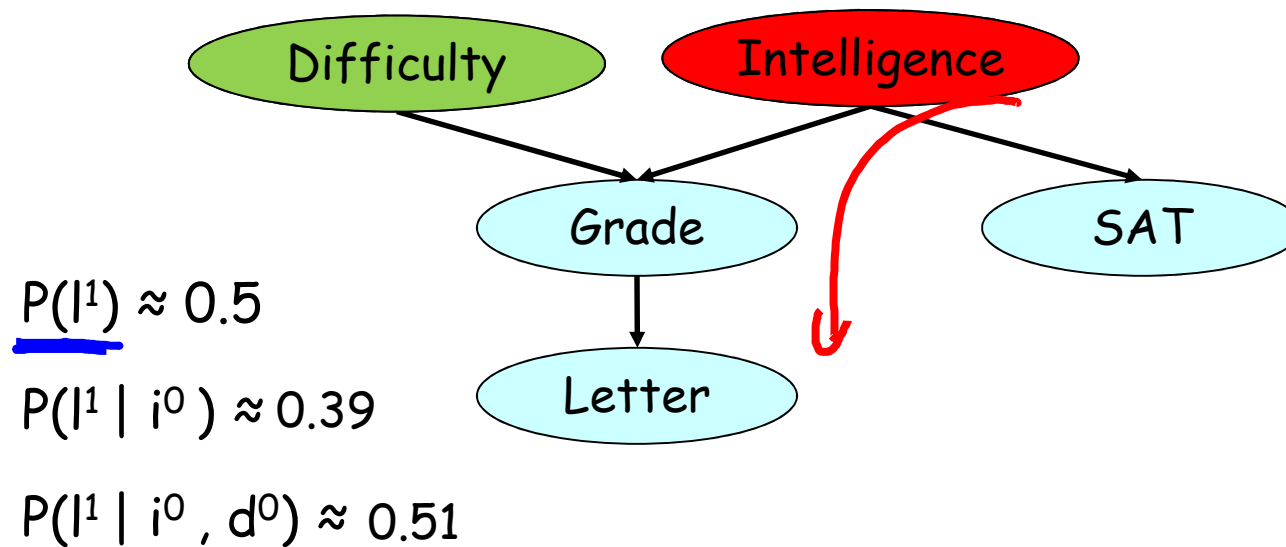 Difficulty
Intelligence
Grade
SAT
P(l¹) ≈ 0.5
Letter
P(l¹ | i⁰ ) ≈ 0.39
P(l¹ | i⁰ , d⁰) ≈ 0.51